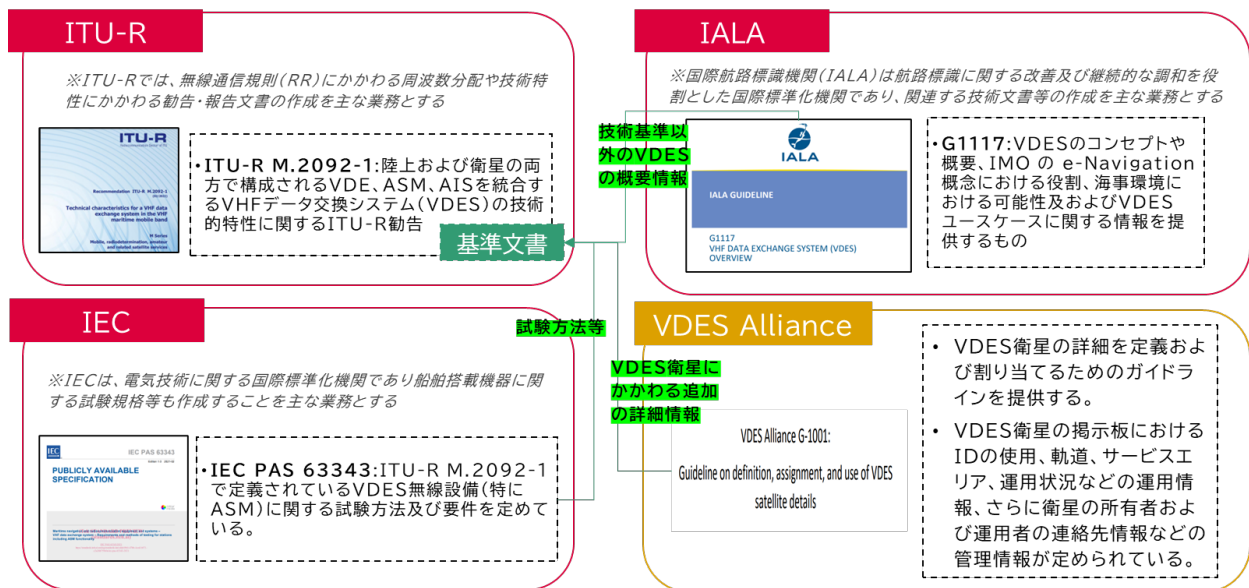 ITU-R
※ITU-Rでは、無線通信規則(RR)にかかわる周波数分配や技術特
性にかかわる勧告・報告文書の作成を主な業務とする
ITU-R
Recommendation ITU-R M.2092-1
Technical characteristics for a VHF data
exchange system in the VHF
maritime mobile band
M Series
Mobile, radiodetermination, amateur
and related satellite services
・ITU-R M.2092-1:陸上および衛星の両
方で構成されるVDE、ASM、AISを統合す
るVHFデータ交換システム(VDES)の技術
的特性に関するITU-R勧告
基準文書
IALA
※国際航路標識機関(IALA)は航路標識に関する改善及び継続的な調和を役
割とした国際標準化機関であり、関連する技術文書等の作成を主な業務とする
技術基準以
外のVDES
の概要情報
IALA
IALA GUIDELINE
G1117
VHF DATA EXCHANGE SYSTEM (VDES)
OVERVIEW
・G1117:VDESのコンセプトや
概要、IMO の e-Navigation
概念における役割、海事環境に
おける可能性及およびVDES
ユースケースに関する情報を提
供するもの
IEC
※IECは、電気技術に関する国際標準化機関であり船舶搭載機器に関
する試験規格等も作成することを主な業務とする
IEC
IEC PAS 63343
PUBLICLY AVAILABLE
SPECIFICATION
・IEC PAS 63343:ITU-R M.2092-1
で定義されているVDES無線設備(特に
ASM)に関する試験方法及び要件を定めて
いる。
試験方法等
VDES Alliance
VDES衛星に
かかわる追加
の詳細情報
VDES Alliance G-1001:
Guideline on definition, assignment, and use of VDES
satellite details
• VDES衛星の詳細を定義およ
び割り当てるためのガイドラ
インを提供する。
• VDES衛星の掲示板における
IDの使用、軌道、サービスエ
リア、運用状況などの運用情
報、さらに衛星の所有者およ
び運用者の連絡先情報などの
管理情報が定められている。